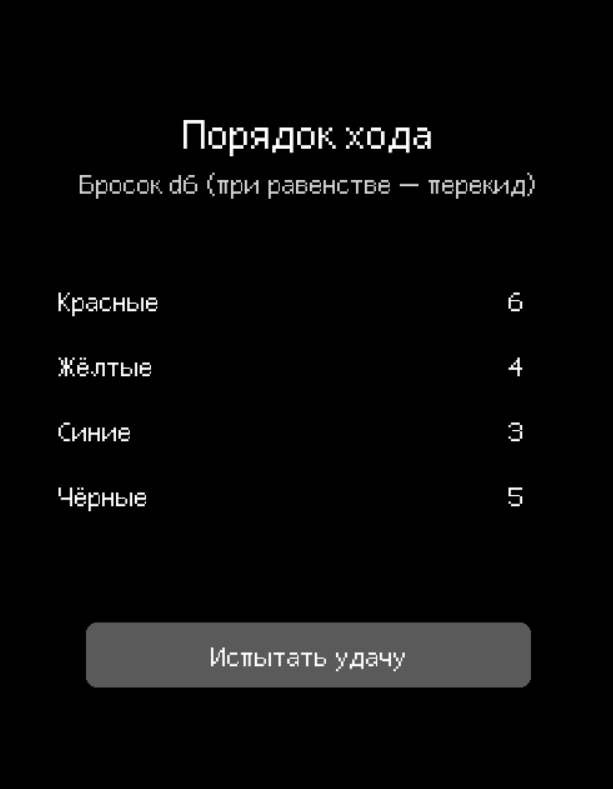 Порядок хода
Бросок d6 (при равенстве — перекид)
Красные 6
Жёлтые 4
Синие 3
Чёрные 5
Испытать удачу